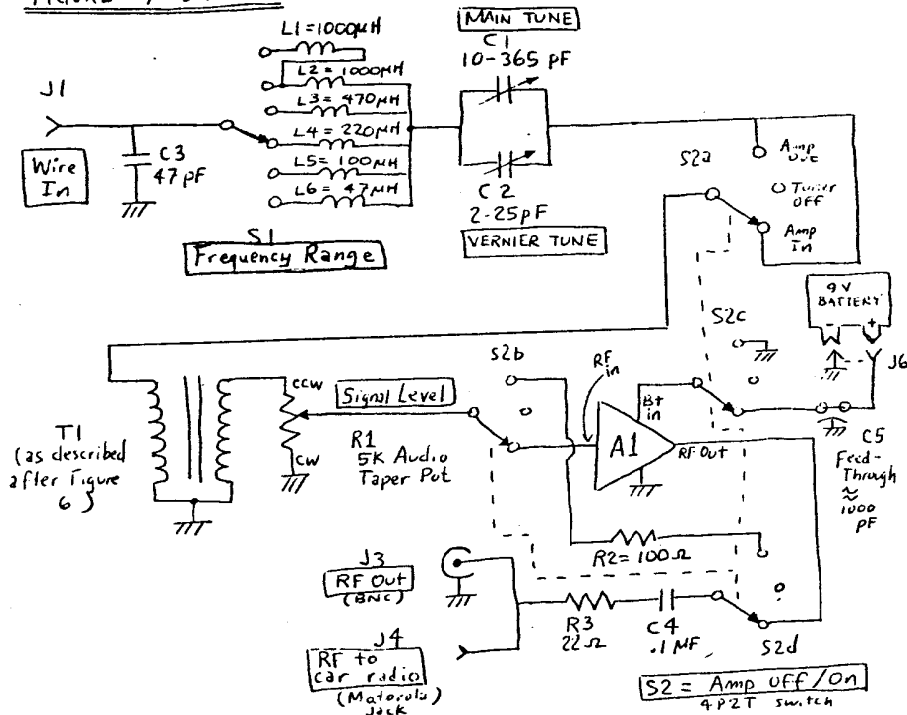 L1=1000µH
L2=1000µH
L3=470µH
L4=220µH
L5=100µH
L6=47µH
J1
Wire
In
C3
47pF
S1
Frequency Range
MAIN TUNE
C1
10-365 pF
C2
2-25pF
VERNIER TUNE
S2a
Amp
Tuner
OFF
Amp
In
9V
BATTERY
-
+
J6
S2c
S2b
RF
in
B+
in
A1
RF Out
C5
Feed-
Through
≈
1000
pF
T1
(as described
after Figure
6)
CCW
CW
Signal Level
R1
5K Audio
Taper Pot
R2=100Ω
J3
RF Out
(BNC)
J4
RF to
car radio
(Motorola
Jack
R3
22Ω
C4
.1MF
S2d
S2 = Amp Off/On
4P2T switch